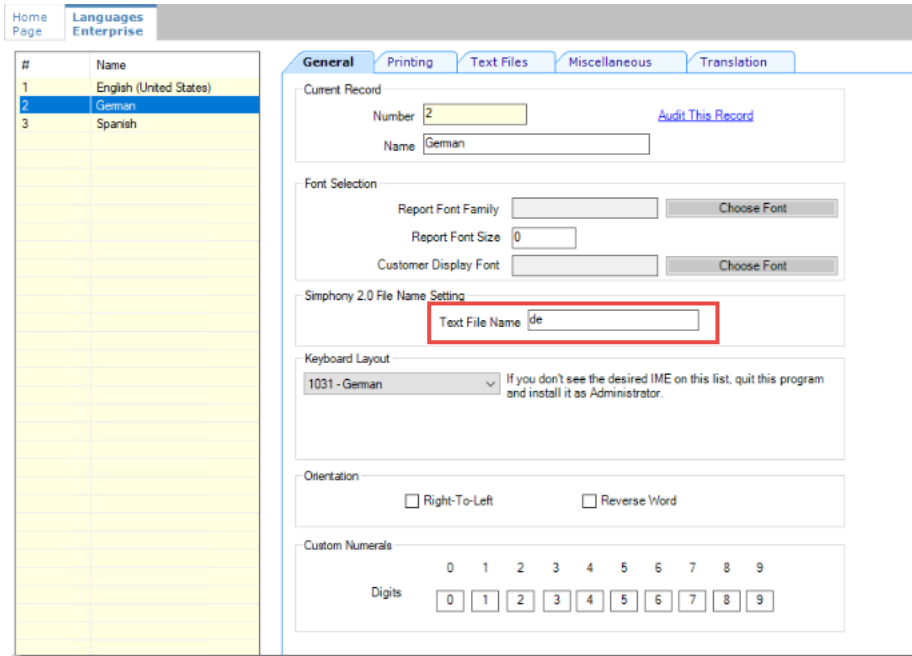 Home Page
Languages Enterprise
# Name
1 English (United States)
2 German
3 Spanish
General Printing Text Files Miscellaneous Translation
Current Record
Number 2 Audit This Record
Name German
Font Selection
Report Font Family Choose Font
Report Font Size 0
Customer Display Font Choose Font
Simphony 2.0 File Name Setting
Text File Name de
Keyboard Layout
1031 - German
If you don't see the desired IME on this list, quit this program
and install it as Administrator.
Orientation
Right-To-Left Reverse Word
Custom Numerals
0 1 2 3 4 5 6 7 8 9
Digits 0 1 2 3 4 5 6 7 8 9